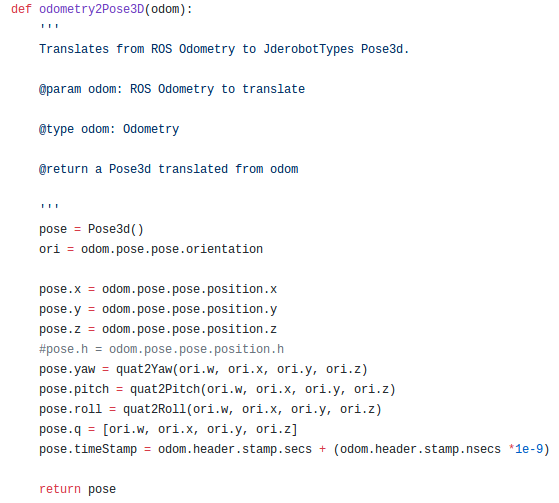 def odometry2Pose3D(odom):
    '''
    Translates from ROS Odometry to JderobotTypes Pose3d.
    @param odom: ROS Odometry to translate
    @type odom: Odometry
    @return a Pose3d translated from odom
    '''
    pose = Pose3d()
    ori = odom.pose.pose.orientation
    pose.x = odom.pose.pose.position.x
    pose.y = odom.pose.pose.position.y
    pose.z = odom.pose.pose.position.z
    #pose.h = odom.pose.pose.position.h
    pose.yaw = quat2Yaw(ori.w, ori.x, ori.y, ori.z)
    pose.pitch = quat2Pitch(ori.w, ori.x, ori.y, ori.z)
    pose.roll = quat2Roll(ori.w, ori.x, ori.y, ori.z)
    pose.q = [ori.w, ori.x, ori.y, ori.z]
    pose.timeStamp = odom.header.stamp.secs + (odom.header.stamp.nsecs *1e-9)
    return pose